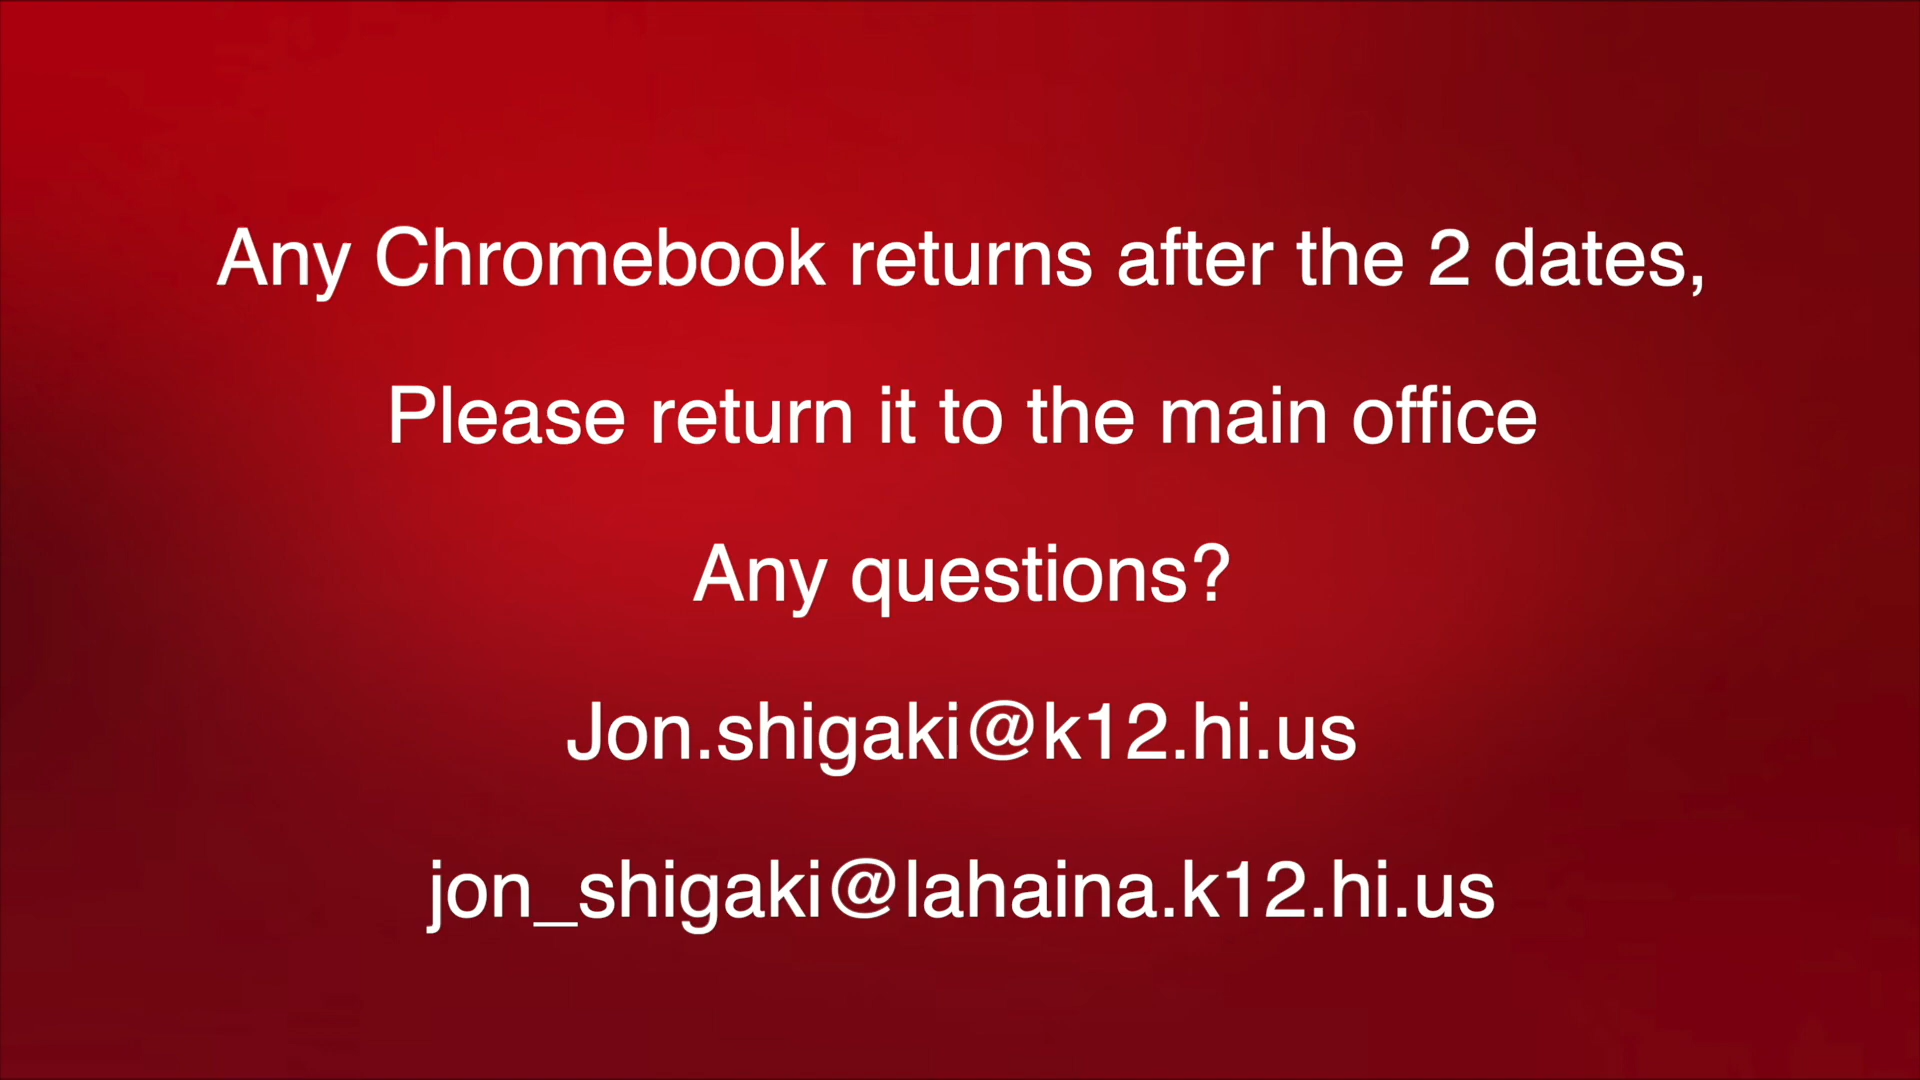 Any Chromebook returns after the 2 dates,
Please return it to the main office
Any questions?
Jon.shigaki@k12.hi.us
jon_shigaki@lahaina.k12.hi.us